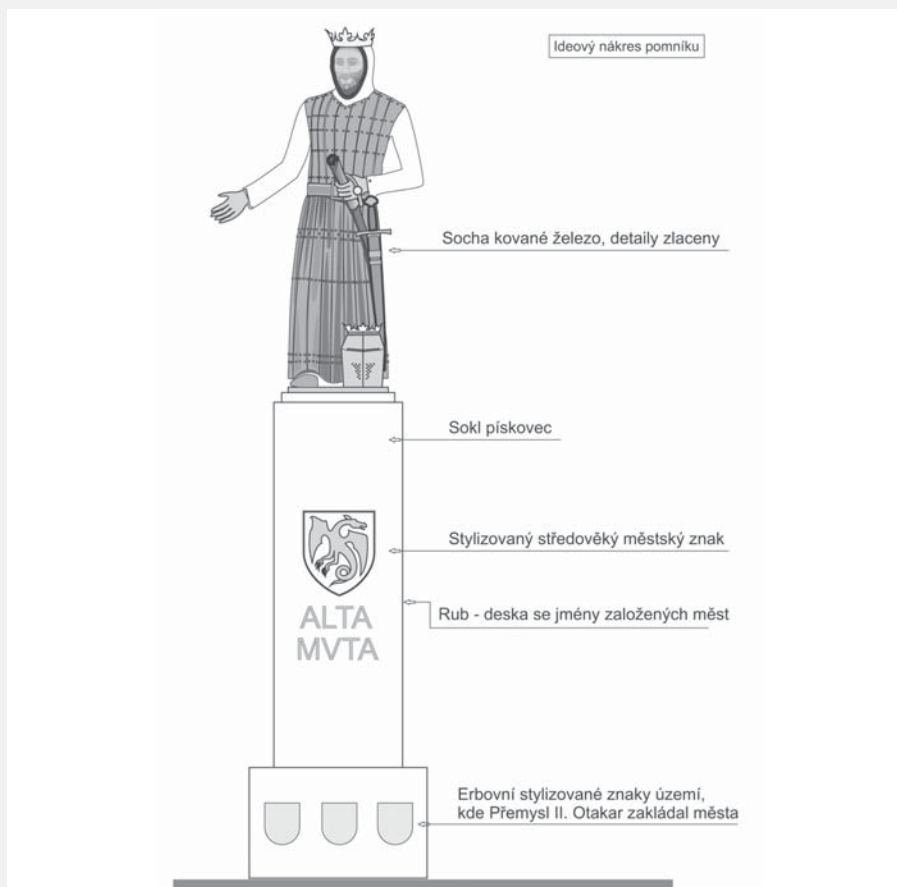 Ideový nákres pomníku
Socha kované železo, detaily zlaceny
Sokl pískovec
Stylizovaný středověký městský znak
ALTA
MVTA
Rub - deska se jmény založených měst
Erbovní stylizované znaky území,
kde Přemysl II. Otakar zakládal města